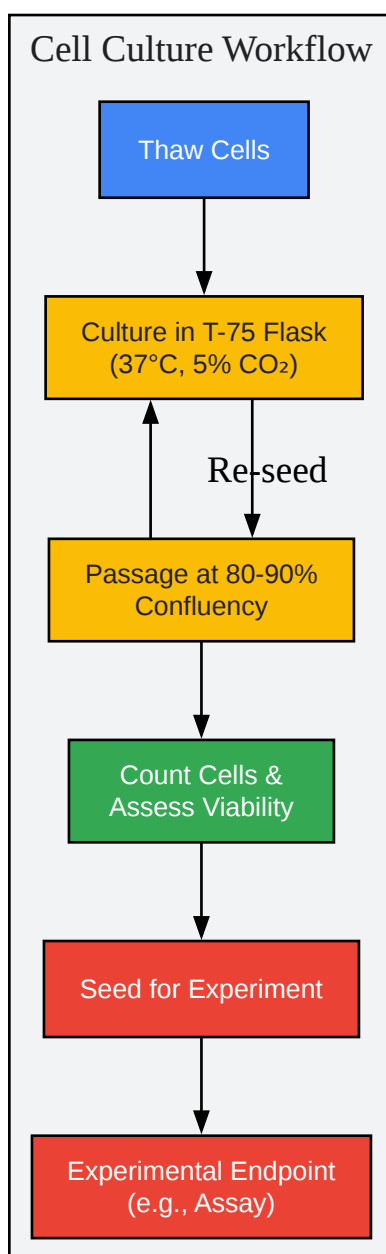 Cell Culture Workflow
Thaw Cells
Culture in T-75 Flask
(37°C, 5% CO₂)
Re-seed
Passage at 80-90%
Confluency
Count Cells &
Assess Viability
Seed for Experiment
Experimental Endpoint
(e.g., Assay)